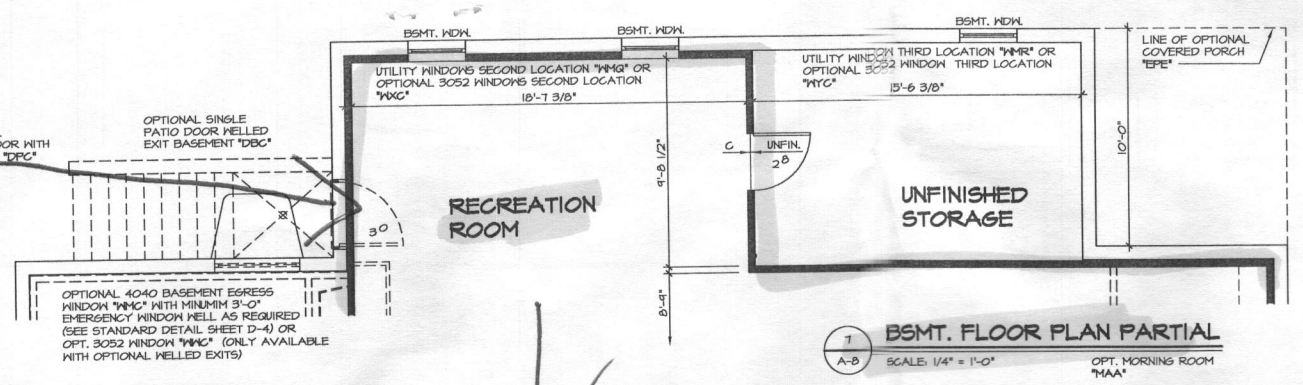 BSMT. WDW.
BSMT. WDW.
BSMT. WDW.
UTILITY WINDOWS SECOND LOCATION "WMQ" OR
OPTIONAL 3052 WINDOWS SECOND LOCATION
"WXC"
18'-7 3/8"
UTILITY WINDOW THIRD LOCATION "WMR" OR
OPTIONAL 3052 WINDOW THIRD LOCATION
"WYC"
15'-6 3/8"
LINE OF OPTIONAL
COVERED PORCH
"EPE"
OPTIONAL SINGLE
PATIO DOOR WELLED
EXIT BASEMENT "DBC"
OR WITH
"DPC"
9'-8 1/2"
C
UNFIN.
2⁸
10'-0"
RECREATION
ROOM
3⁰
UNFINISHED
STORAGE
8'-9"
OPTIONAL 4040 BASEMENT EGRESS
WINDOW "WMC" WITH MINUMIM 3'-0"
EMERGENCY WINDOW WELL AS REQUIRED
(SEE STANDARD DETAIL SHEET D-4) OR
OPT. 3052 WINDOW "WWC" (ONLY AVAILABLE
WITH OPTIONAL WELLED EXITS)
7
A-8
BSMT. FLOOR PLAN PARTIAL
SCALE: 1/4" = 1'-0"
OPT. MORNING ROOM
"MAA"